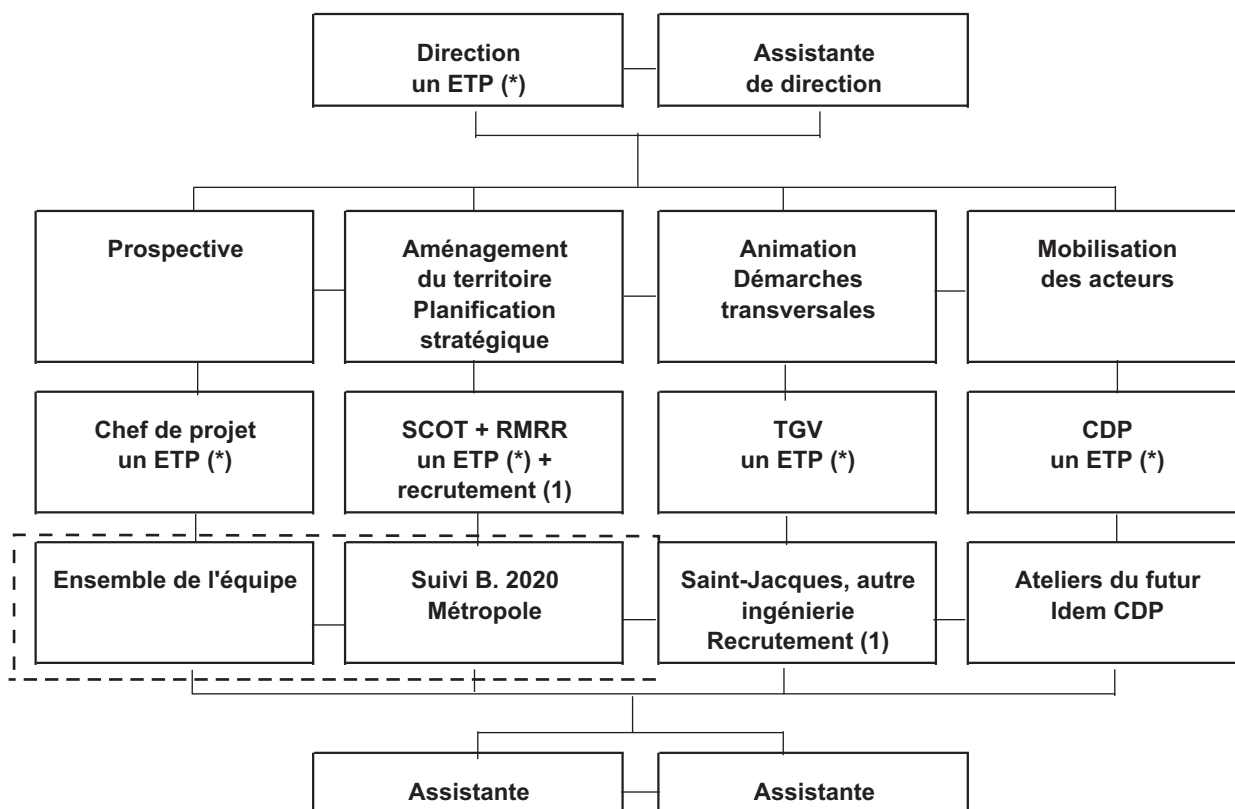 Direction
un ETP (*)
Assistante
de direction
Prospective
Aménagement
du territoire
Planification
stratégique
Animation
Démarches
transversales
Mobilisation
des acteurs
Chef de projet
un ETP (*)
SCOT + RMRR
un ETP (*) +
recrutement (1)
TGV
un ETP (*)
CDP
un ETP (*)
Ensemble de l'équipe
Suivi B. 2020
Métropole
Saint-Jacques, autre
ingénierie
Recrutement (1)
Ateliers du futur
Idem CDP
Assistante
Assistante